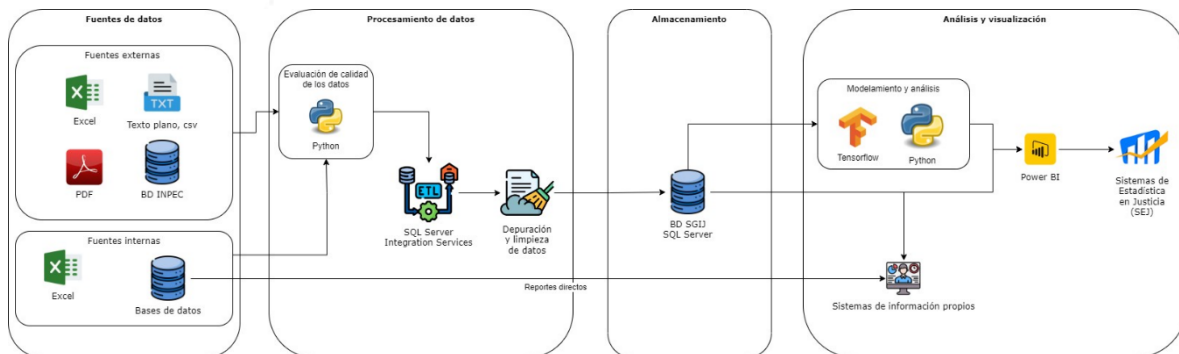 Fuentes de datos
Fuentes externas
Excel
TXT
Texto plano, csv
PDF
BD INPEC
Fuentes internas
Excel
Bases de datos
Procesamiento de datos
Evaluación de calidad
de los datos
Python
ETL
SQL Server
Integration Services
Depuración
y limpieza
de datos
Reportes directos
Almacenamiento
BD SGIJ
SQL Server
Análisis y visualización
Modelamiento y análisis
Tensorflow
Python
Power BI
Sistemas de
Estadística
en Justicia
(SEJ)
Sistemas de información propios